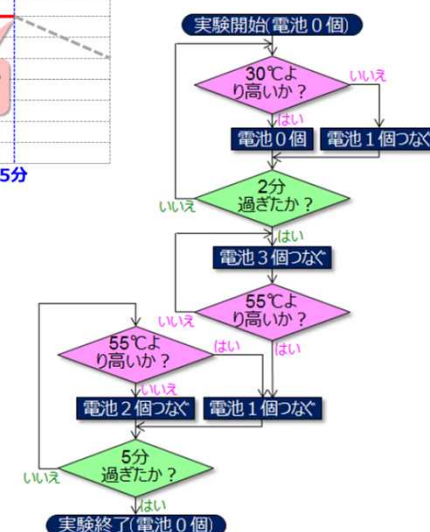 実験開始(電池０個)
30℃よ
り高いか？
いいえ
はい
電池０個
電池１個つなぐ
5分
2分
過ぎたか？
いいえ
はい
電池３個つなぐ
55℃よ
り高いか？
いいえ
はい
55℃よ
り高いか？
はい
いいえ
電池２個つなぐ
電池１個つなぐ
5分
過ぎたか？
いいえ
はい
実験終了(電池０個)